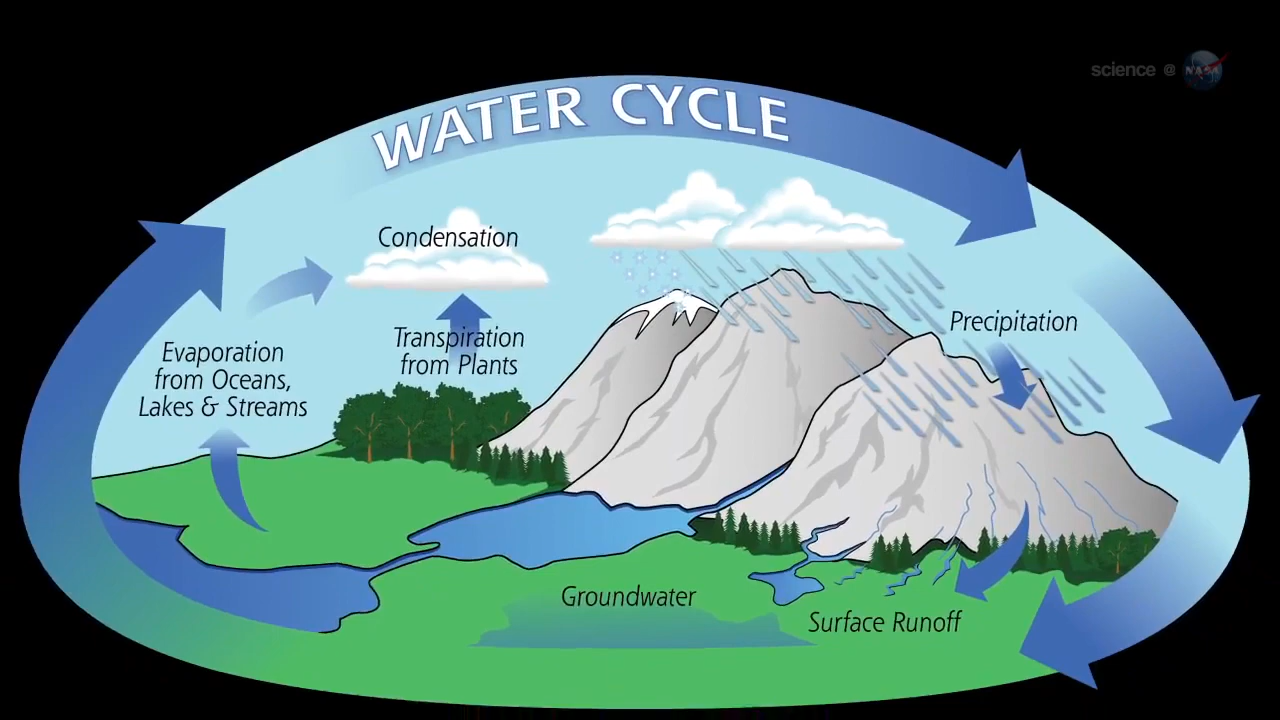 science @ NASA
WATER CYCLE
Condensation
Precipitation
Transpiration
from Plants
Evaporation
from Oceans,
Lakes & Streams
Groundwater
Surface Runoff